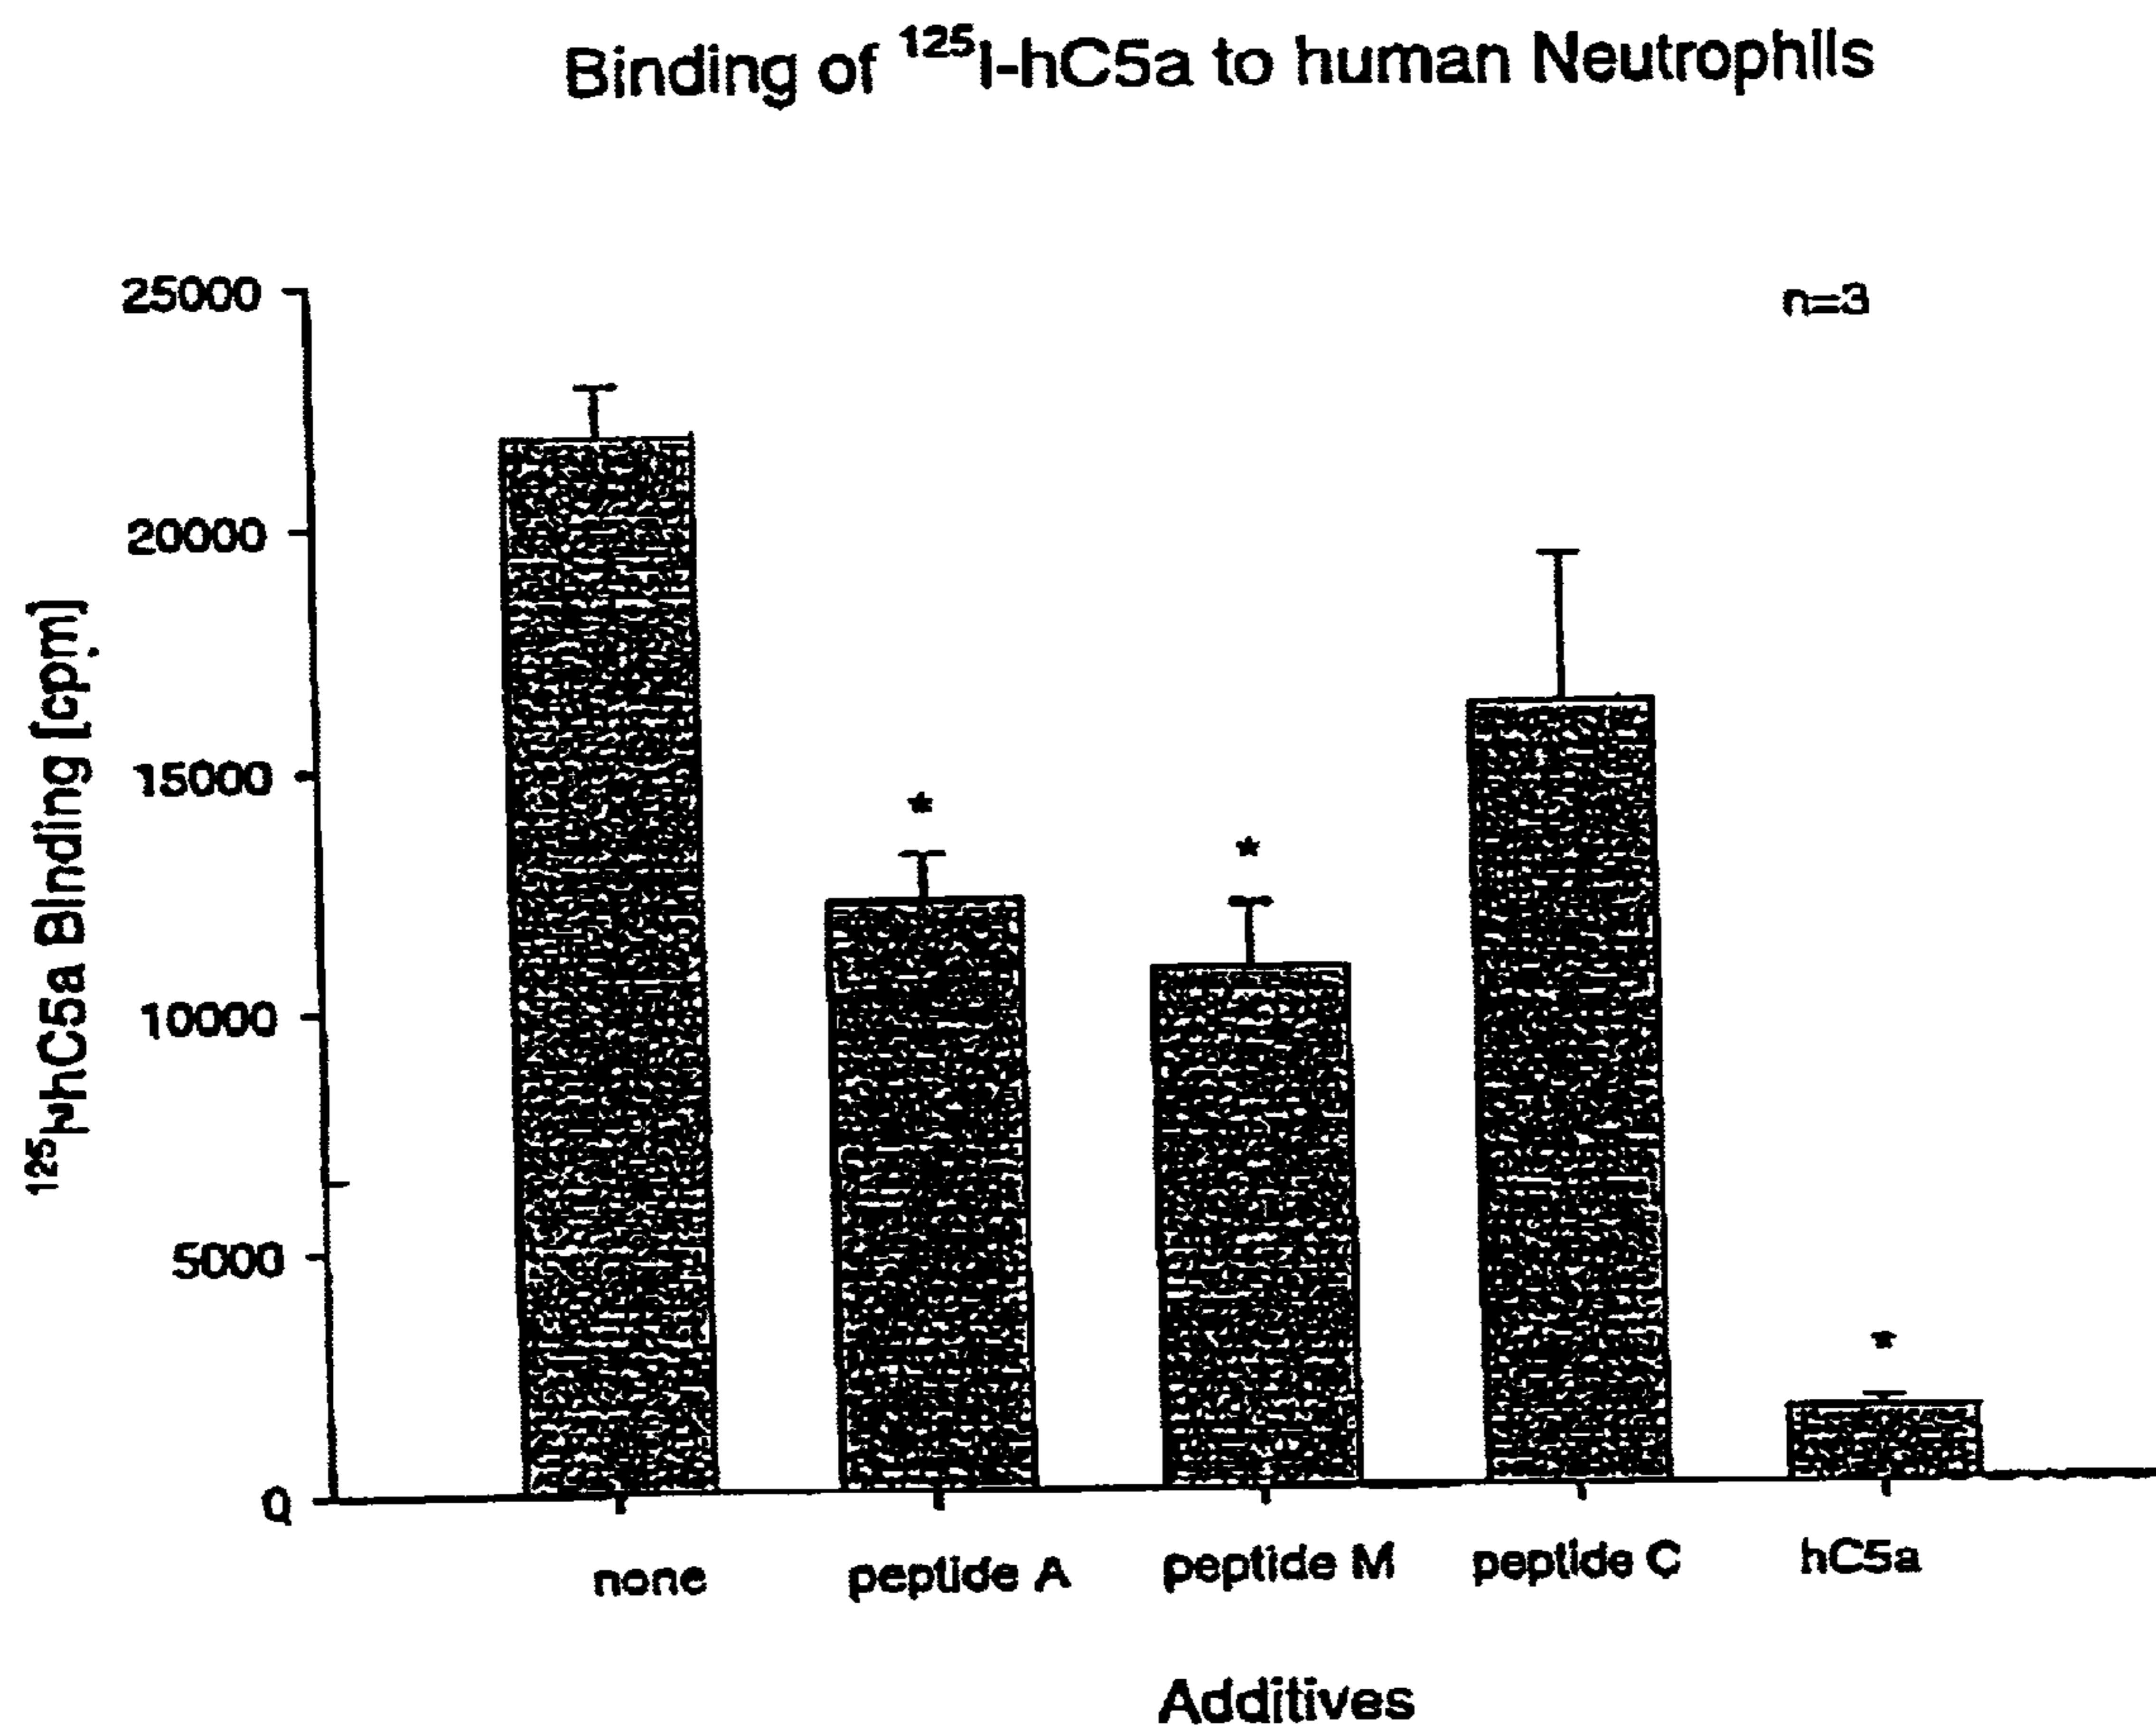 Binding of ¹²⁵I-hC5a to human Neutrophils
n=3
25000
20000
15000
10000
5000
0
¹²⁵I-hC5a Binding [cpm]
*
*
*
none
peptide A
peptide M
peptide C
hC5a
Additives